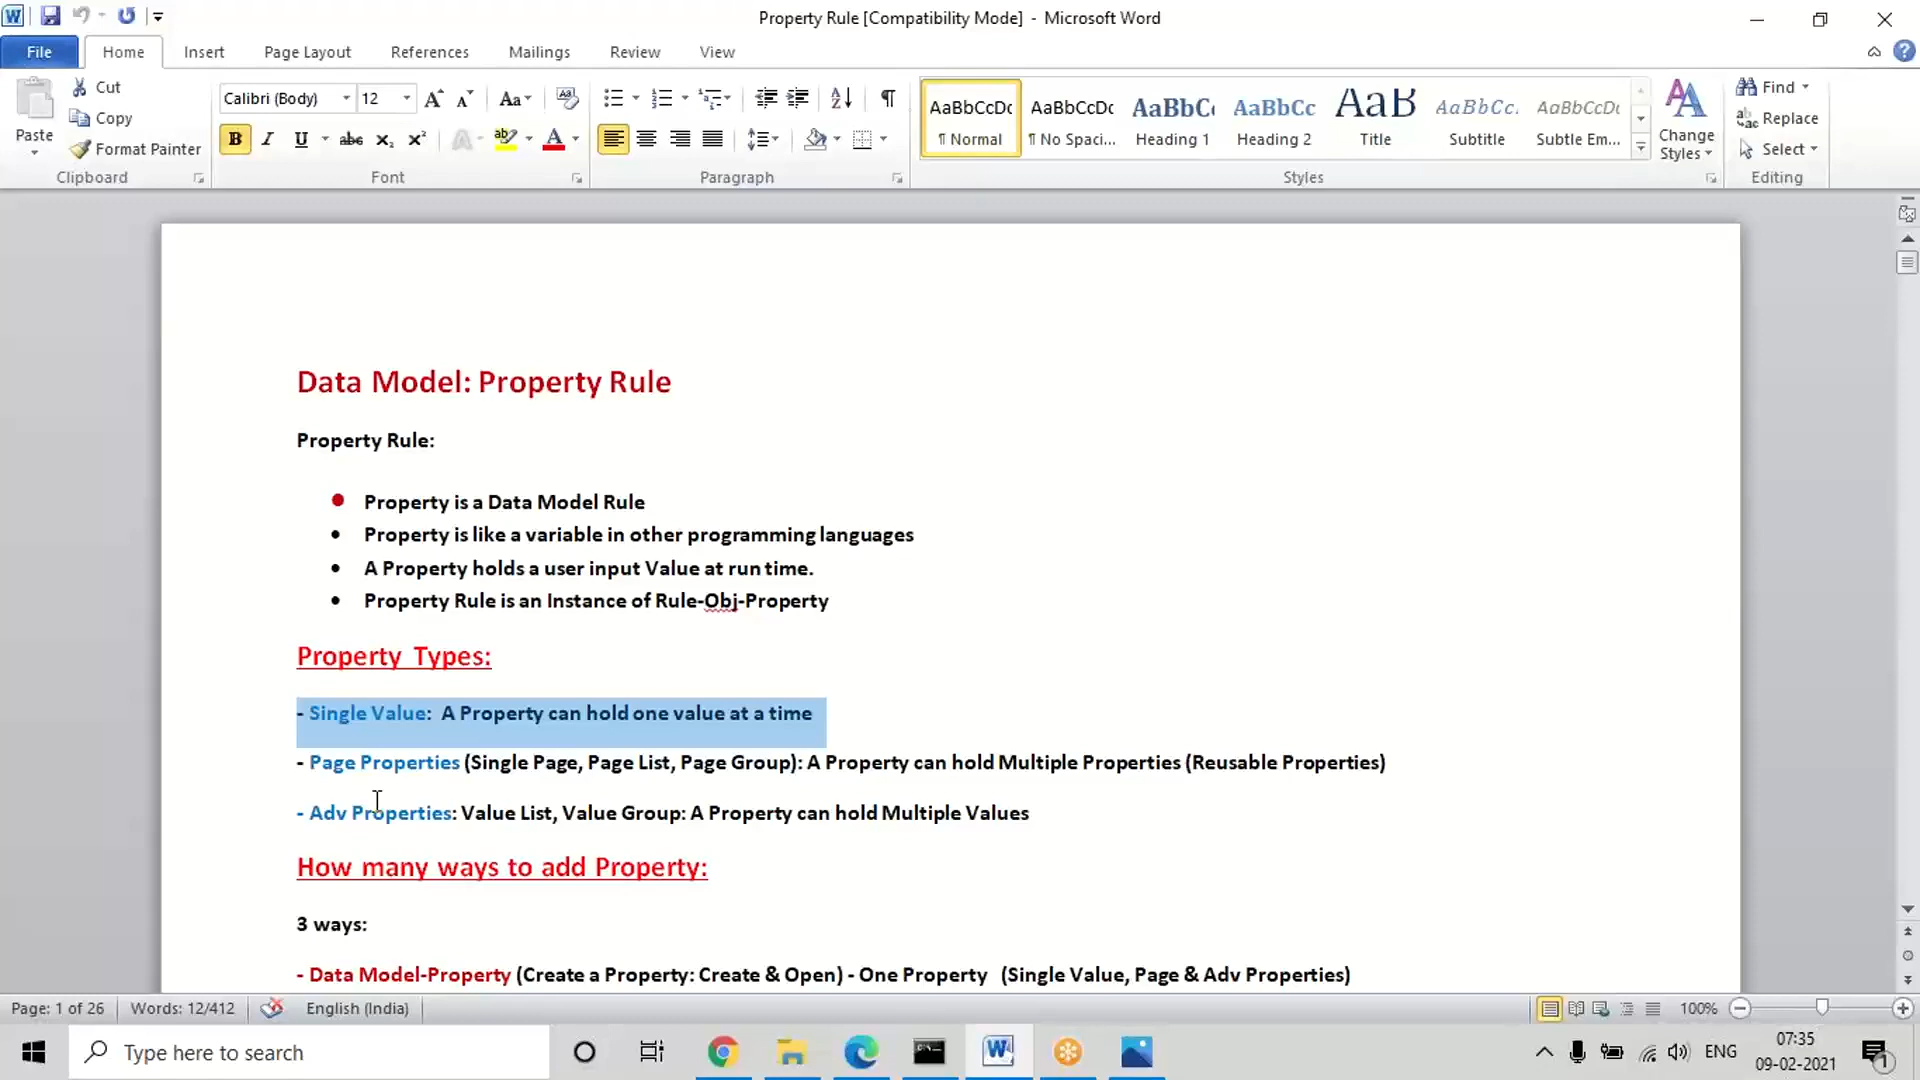 Property Rule [Compatibility Mode] - Microsoft Word
File Home Insert Page Layout References Mailings Review View
Paste
Cut
Copy
Format Painter
Clipboard
Calibri (Body) 12
Font
Paragraph
AaBbCcDc AaBbCcDc AaBbC AaBbCc AaB AaBbCc. AaBbCcDc
¶ Normal ¶ No Spaci... Heading 1 Heading 2 Title Subtitle Subtle Em...
Change Styles
Styles
Find
Replace
Select
Editing
Data Model: Property Rule
Property Rule:
• Property is a Data Model Rule
• Property is like a variable in other programming languages
• A Property holds a user input Value at run time.
• Property Rule is an Instance of Rule-Obj-Property
Property Types:
- Single Value: A Property can hold one value at a time
- Page Properties (Single Page, Page List, Page Group): A Property can hold Multiple Properties (Reusable Properties)
- Adv Properties: Value List, Value Group: A Property can hold Multiple Values
How many ways to add Property:
3 ways:
- Data Model-Property (Create a Property: Create & Open) - One Property (Single Value, Page & Adv Properties)
Page: 1 of 26 Words: 12/412 English (India) 100%
Type here to search
ENG
07:35
09-02-2021
1